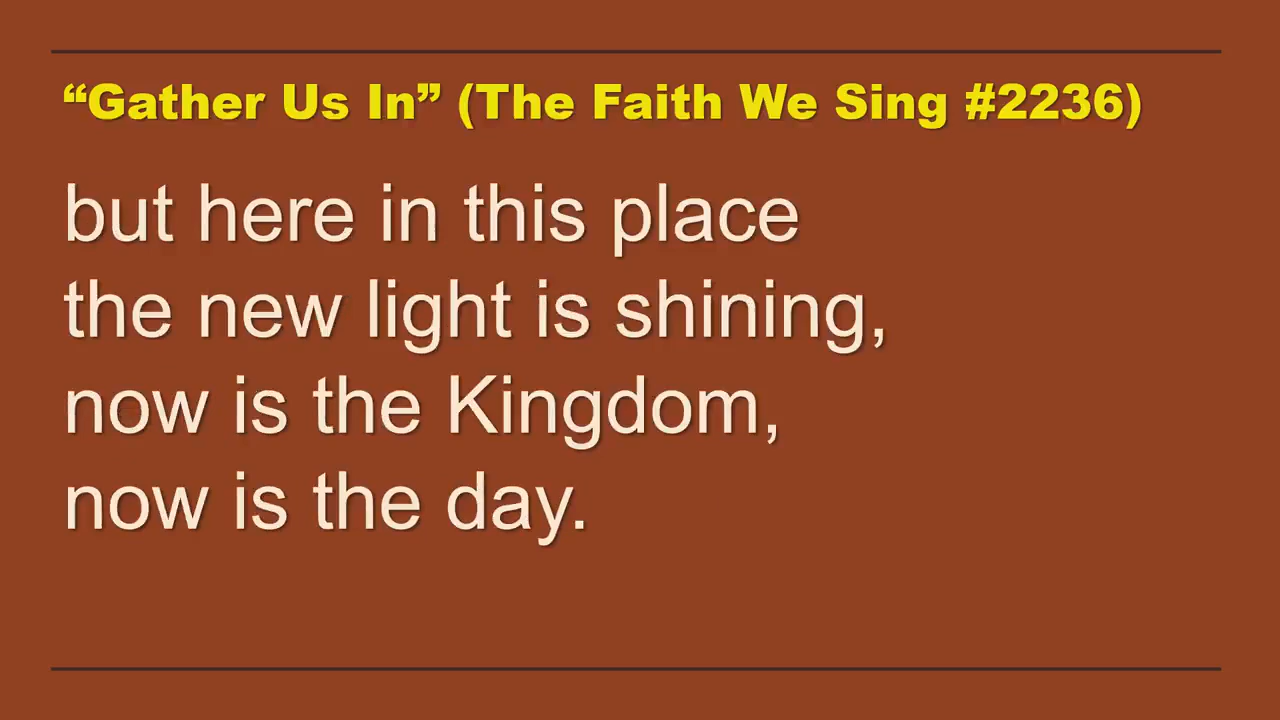 “Gather Us In” (The Faith We Sing #2236)
but here in this place
the new light is shining,
now is the Kingdom,
now is the day.